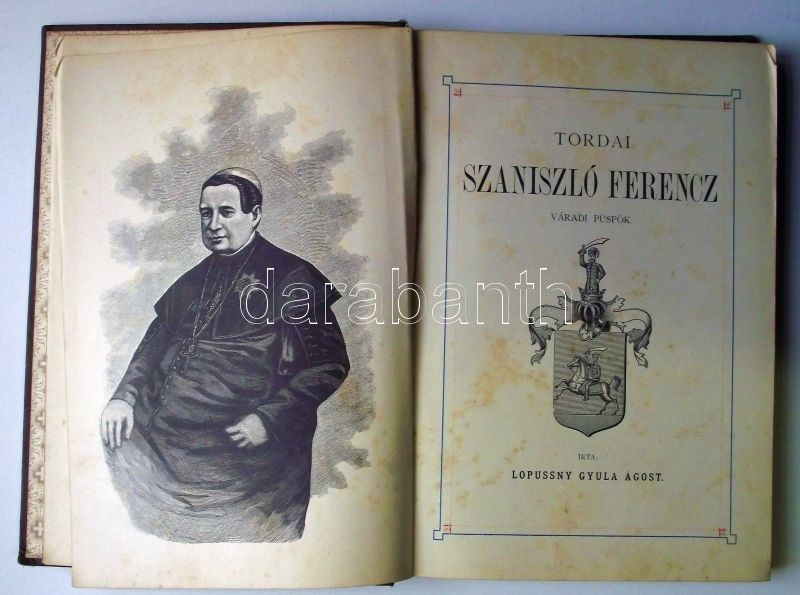 TORDAI
SZANISZLÓ FERENCZ
VÁRADI PÜSPÖK.
IRTA:
LOPUSSNY GYULA ÁGOST.
darabanth